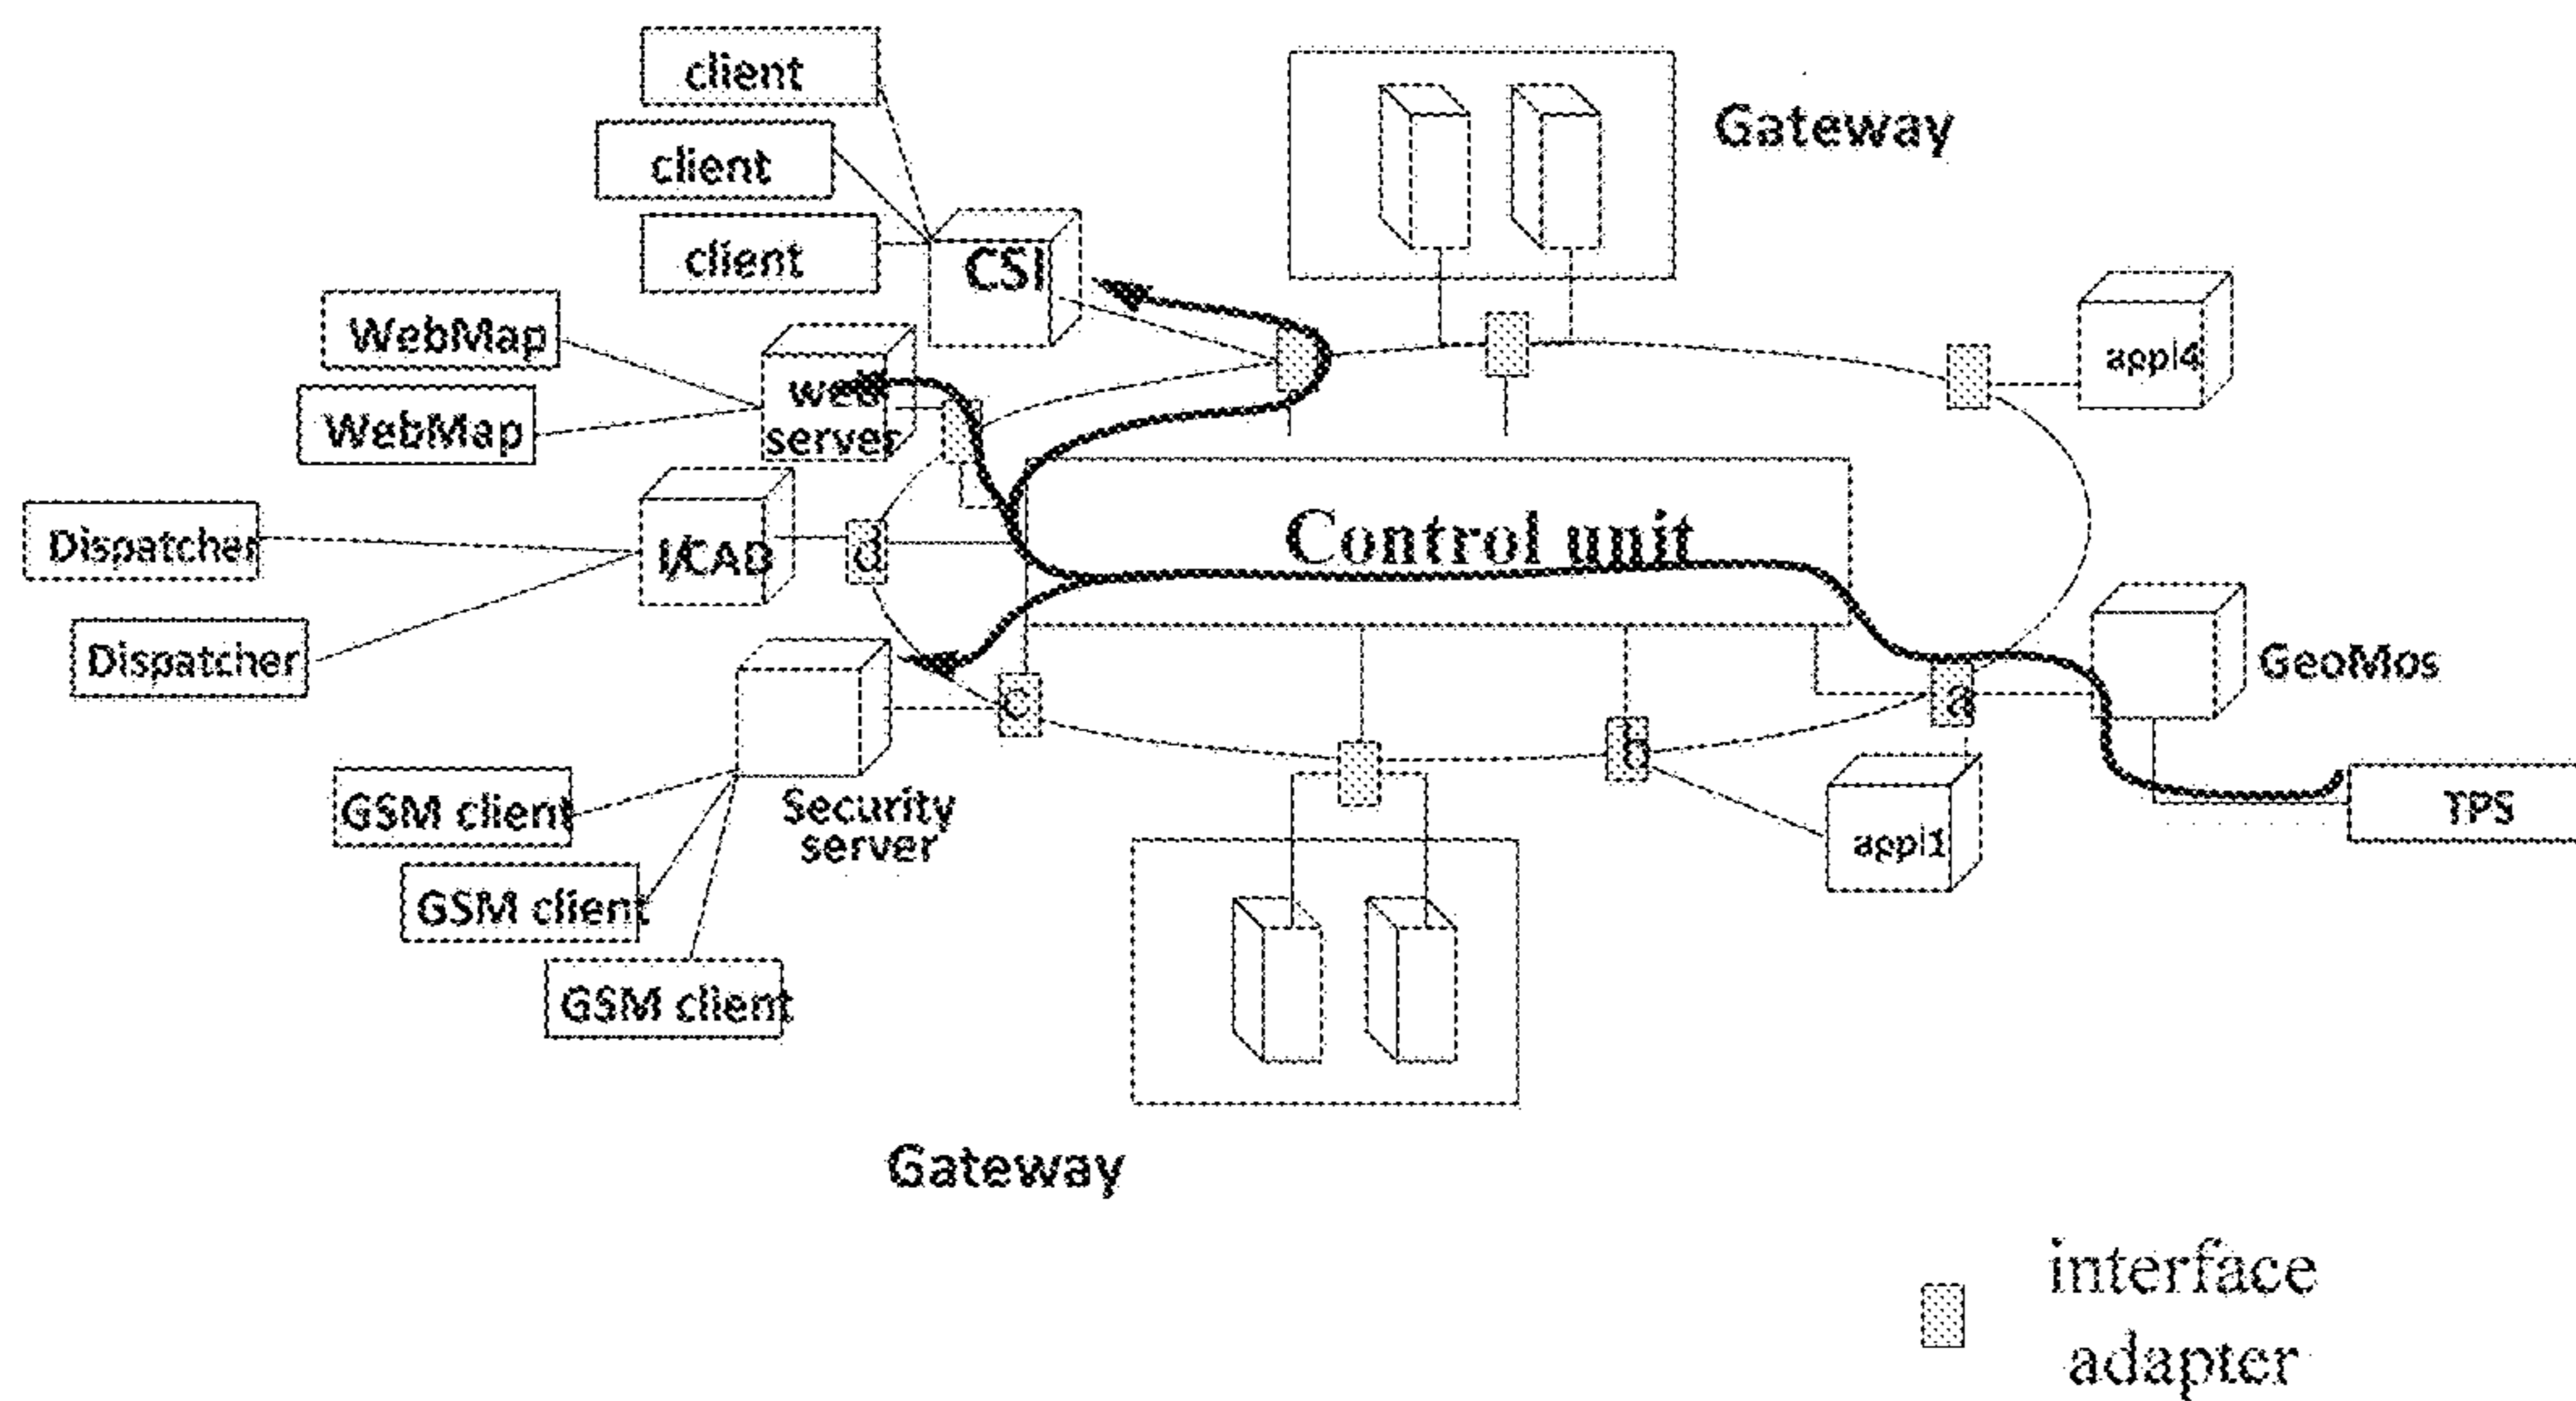 client
client
client
Gateway
CSI
WebMap
WebMap
web
server
appl4
Dispatcher
I/CAD
d
Control unit
Dispatcher
GeoMos
c
a
e
Security
server
GSM client
appl1
TPS
GSM client
GSM client
Gateway
interface
adapter